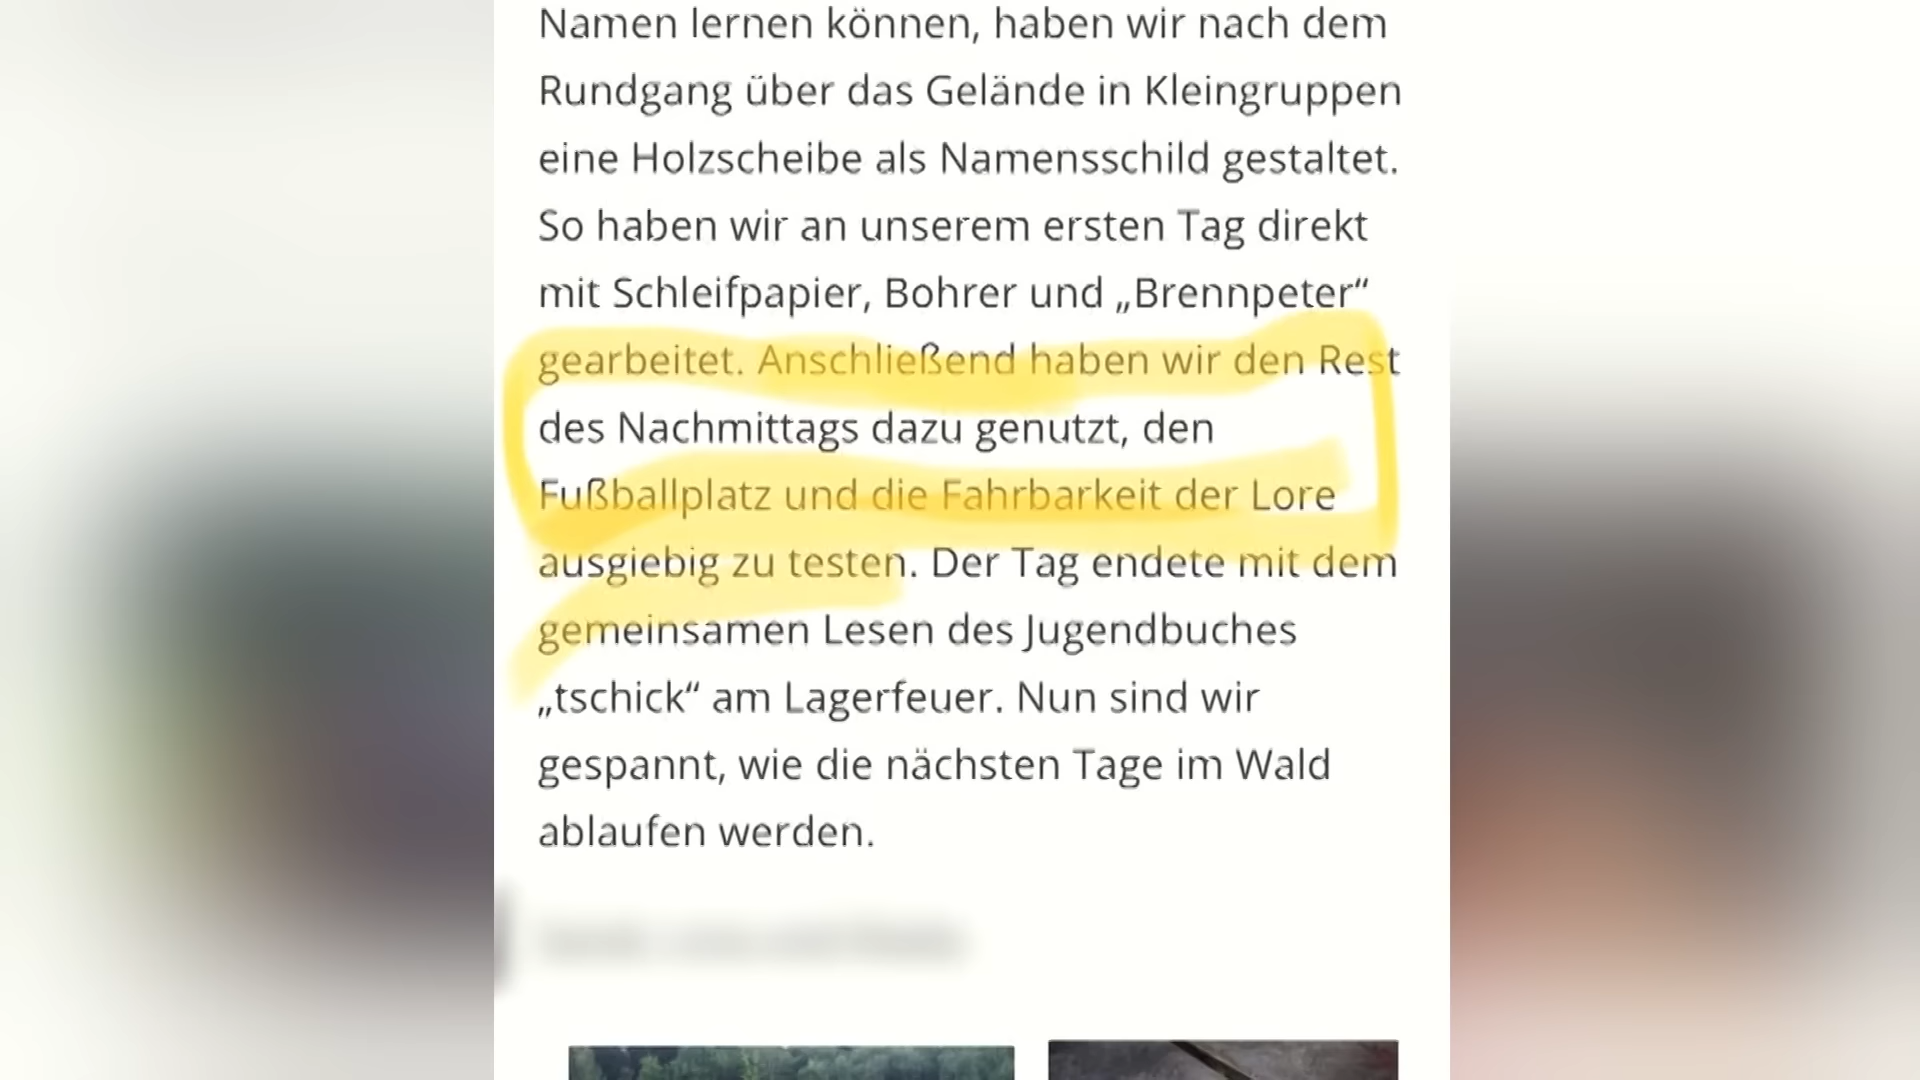 Namen lernen können, haben wir nach dem
Rundgang über das Gelände in Kleingruppen
eine Holzscheibe als Namensschild gestaltet.
So haben wir an unserem ersten Tag direkt
mit Schleifpapier, Bohrer und „Brennpeter“
gearbeitet. Anschließend haben wir den Rest
des Nachmittags dazu genutzt, den
Fußballplatz und die Fahrbarkeit der Lore
ausgiebig zu testen. Der Tag endete mit dem
gemeinsamen Lesen des Jugendbuches
„tschick“ am Lagerfeuer. Nun sind wir
gespannt, wie die nächsten Tage im Wald
ablaufen werden.